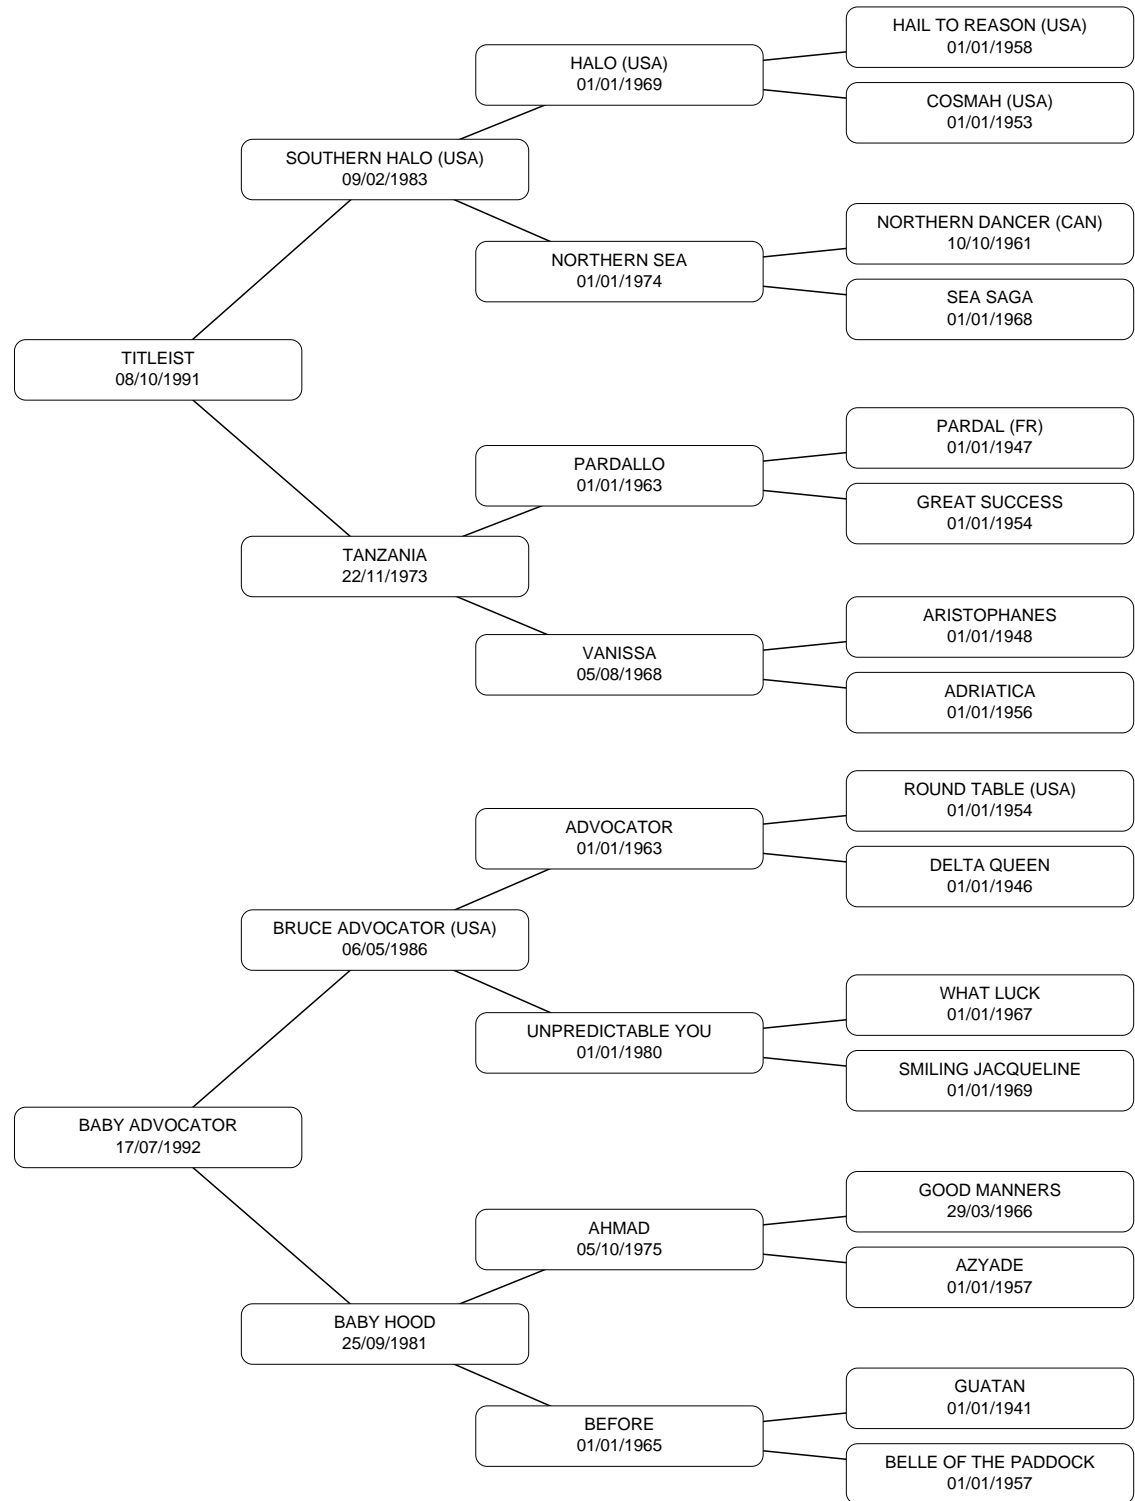 HAIL TO REASON (USA)
01/01/1958
HALO (USA)
01/01/1969
COSMAH (USA)
01/01/1953
SOUTHERN HALO (USA)
09/02/1983
NORTHERN DANCER (CAN)
10/10/1961
NORTHERN SEA
01/01/1974
SEA SAGA
01/01/1968
TITLEIST
08/10/1991
PARDAL (FR)
01/01/1947
PARDALLO
01/01/1963
GREAT SUCCESS
01/01/1954
TANZANIA
22/11/1973
ARISTOPHANES
01/01/1948
VANISSA
05/08/1968
ADRIATICA
01/01/1956
ROUND TABLE (USA)
01/01/1954
ADVOCATOR
01/01/1963
DELTA QUEEN
01/01/1946
BRUCE ADVOCATOR (USA)
06/05/1986
WHAT LUCK
01/01/1967
UNPREDICTABLE YOU
01/01/1980
SMILING JACQUELINE
01/01/1969
BABY ADVOCATOR
17/07/1992
GOOD MANNERS
29/03/1966
AHMAD
05/10/1975
AZYADE
01/01/1957
BABY HOOD
25/09/1981
GUATAN
01/01/1941
BEFORE
01/01/1965
BELLE OF THE PADDOCK
01/01/1957